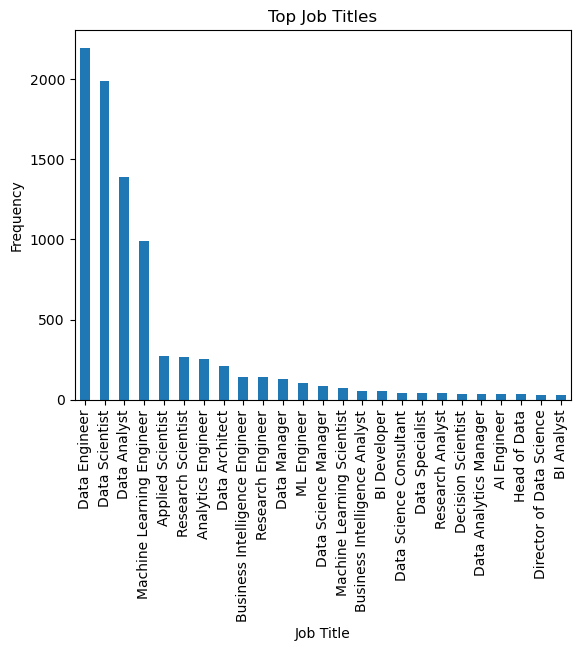 Top Job Titles
Frequency
2000
1500
1000
500
0
Data Engineer
Data Scientist
Data Analyst
Machine Learning Engineer
Applied Scientist
Research Scientist
Analytics Engineer
Data Architect
Business Intelligence Engineer
Research Engineer
Data Manager
ML Engineer
Data Science Manager
Machine Learning Scientist
Business Intelligence Analyst
BI Developer
Data Science Consultant
Data Specialist
Research Analyst
Decision Scientist
Data Analytics Manager
AI Engineer
Head of Data
Director of Data Science
BI Analyst
Job Title